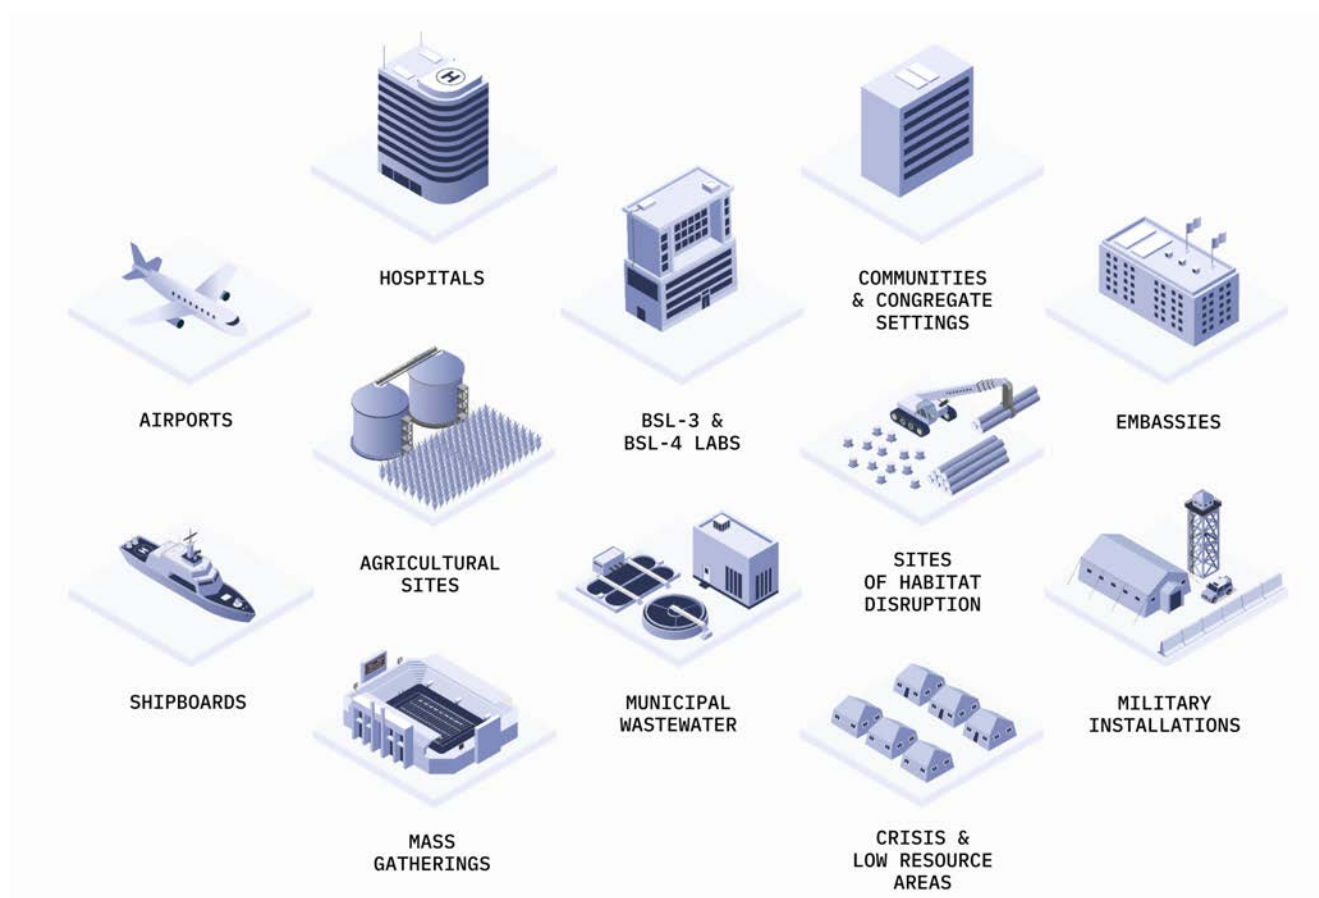 H
HOSPITALS
COMMUNITIES
& CONGREGATE
SETTINGS
AIRPORTS
BSL-3 &
BSL-4 LABS
EMBASSIES
AGRICULTURAL
SITES
SITES
OF HABITAT
DISRUPTION
H
SHIPBOARDS
MUNICIPAL
WASTEWATER
MILITARY
INSTALLATIONS
MASS
GATHERINGS
CRISIS &
LOW RESOURCE
AREAS